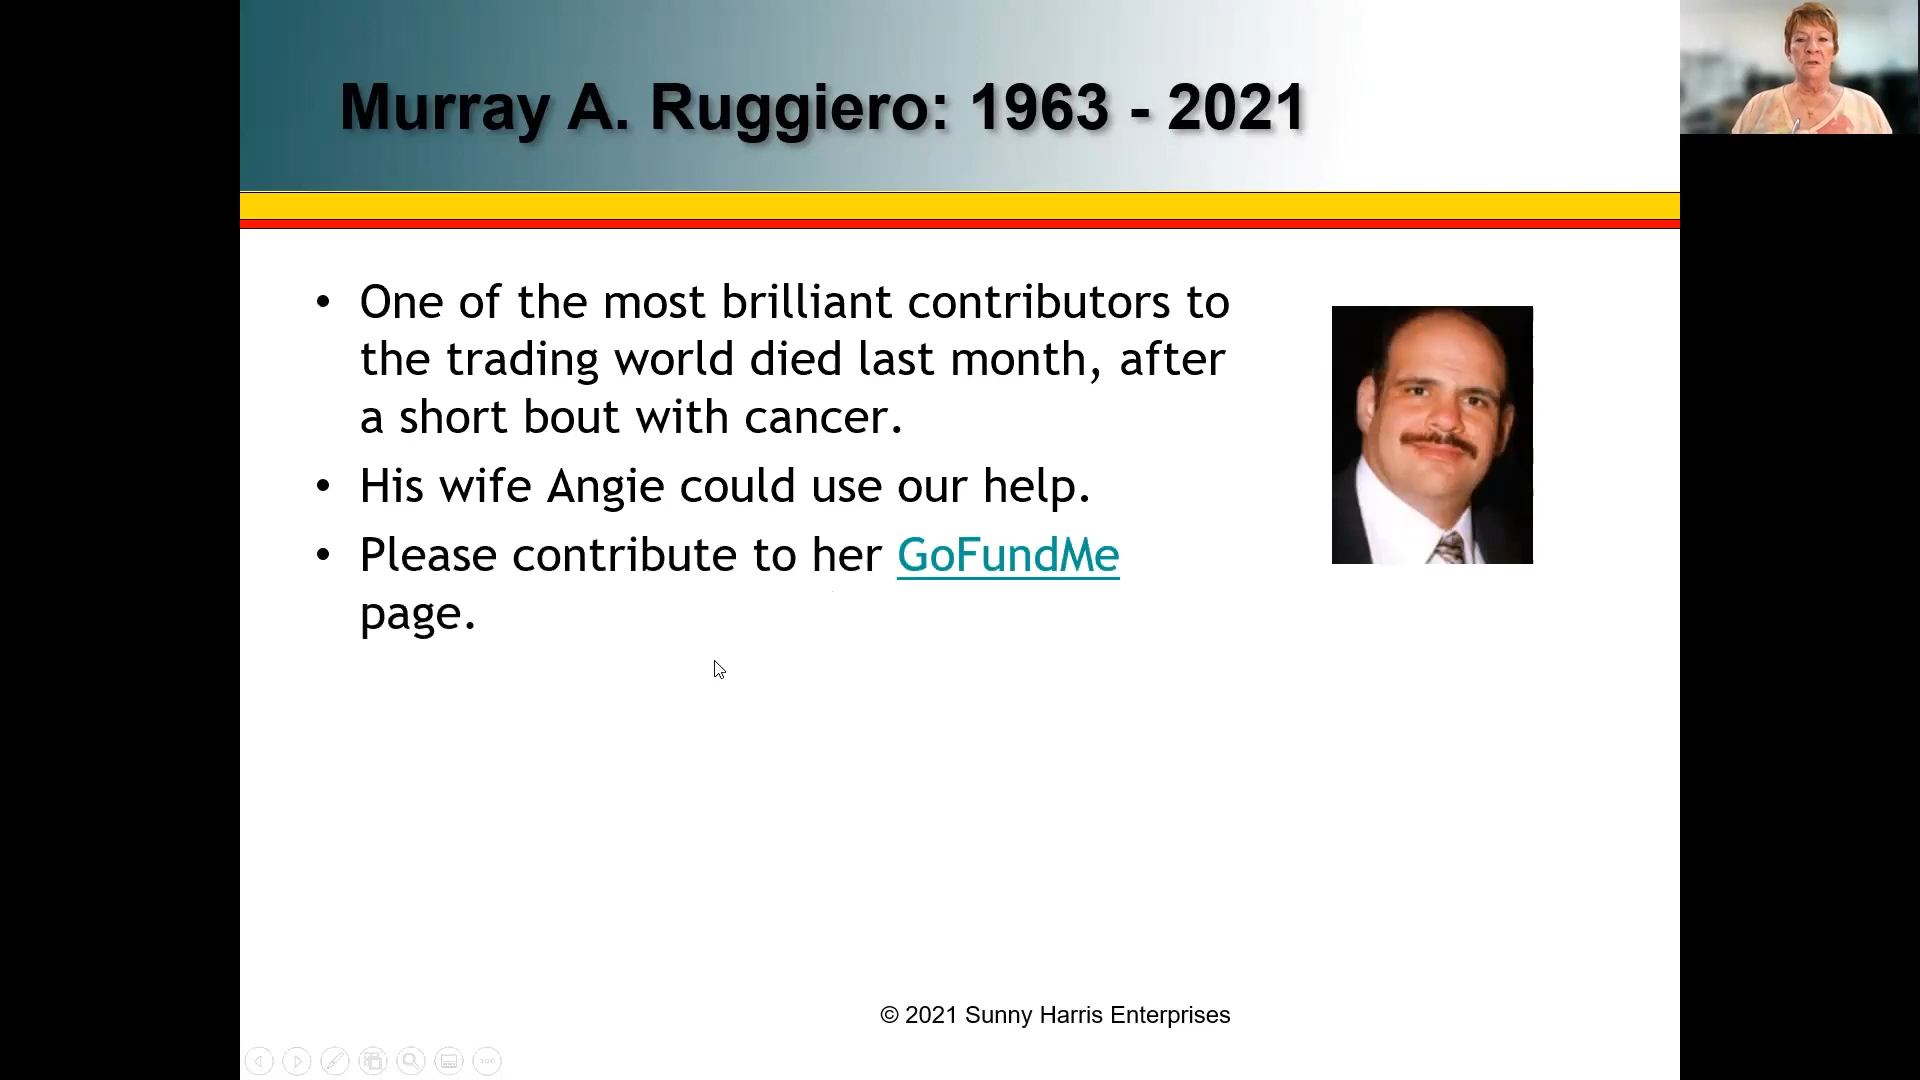 Murray A. Ruggiero: 1963 - 2021
• One of the most brilliant contributors to
the trading world died last month, after
a short bout with cancer.
• His wife Angie could use our help.
• Please contribute to her GoFundMe
page.
© 2021 Sunny Harris Enterprises